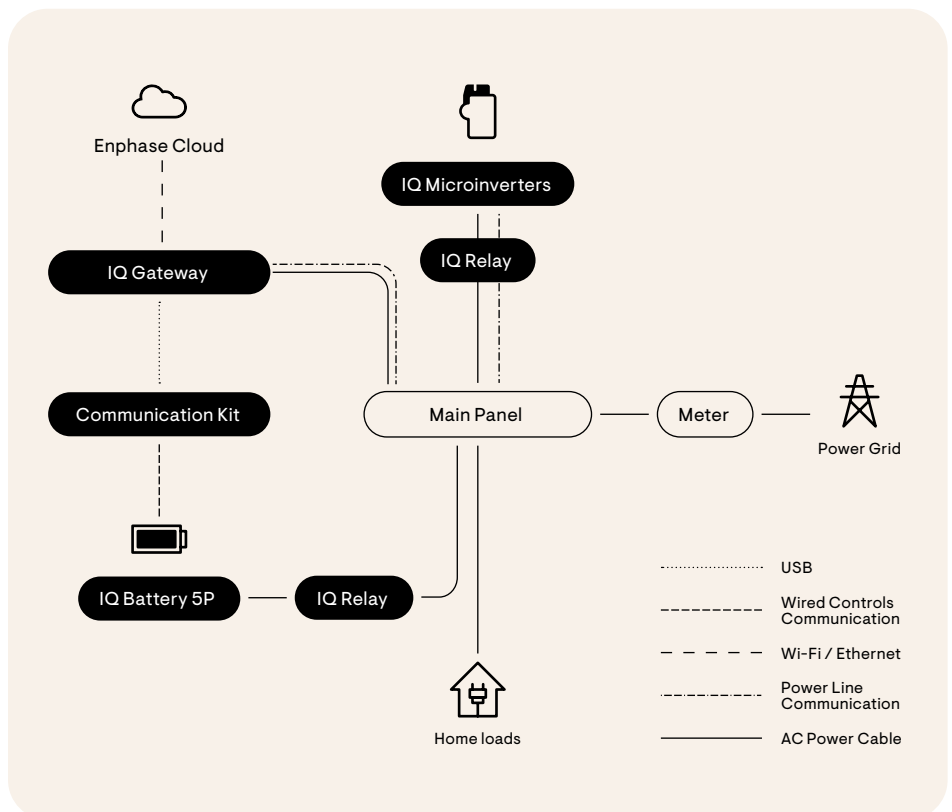 Enphase Cloud
IQ Microinverters
IQ Gateway
IQ Relay
Communication Kit
Main Panel
Meter
Power Grid
IQ Battery 5P
IQ Relay
Home loads
USB
Wired Controls
Communication
Wi-Fi / Ethernet
Power Line
Communication
AC Power Cable